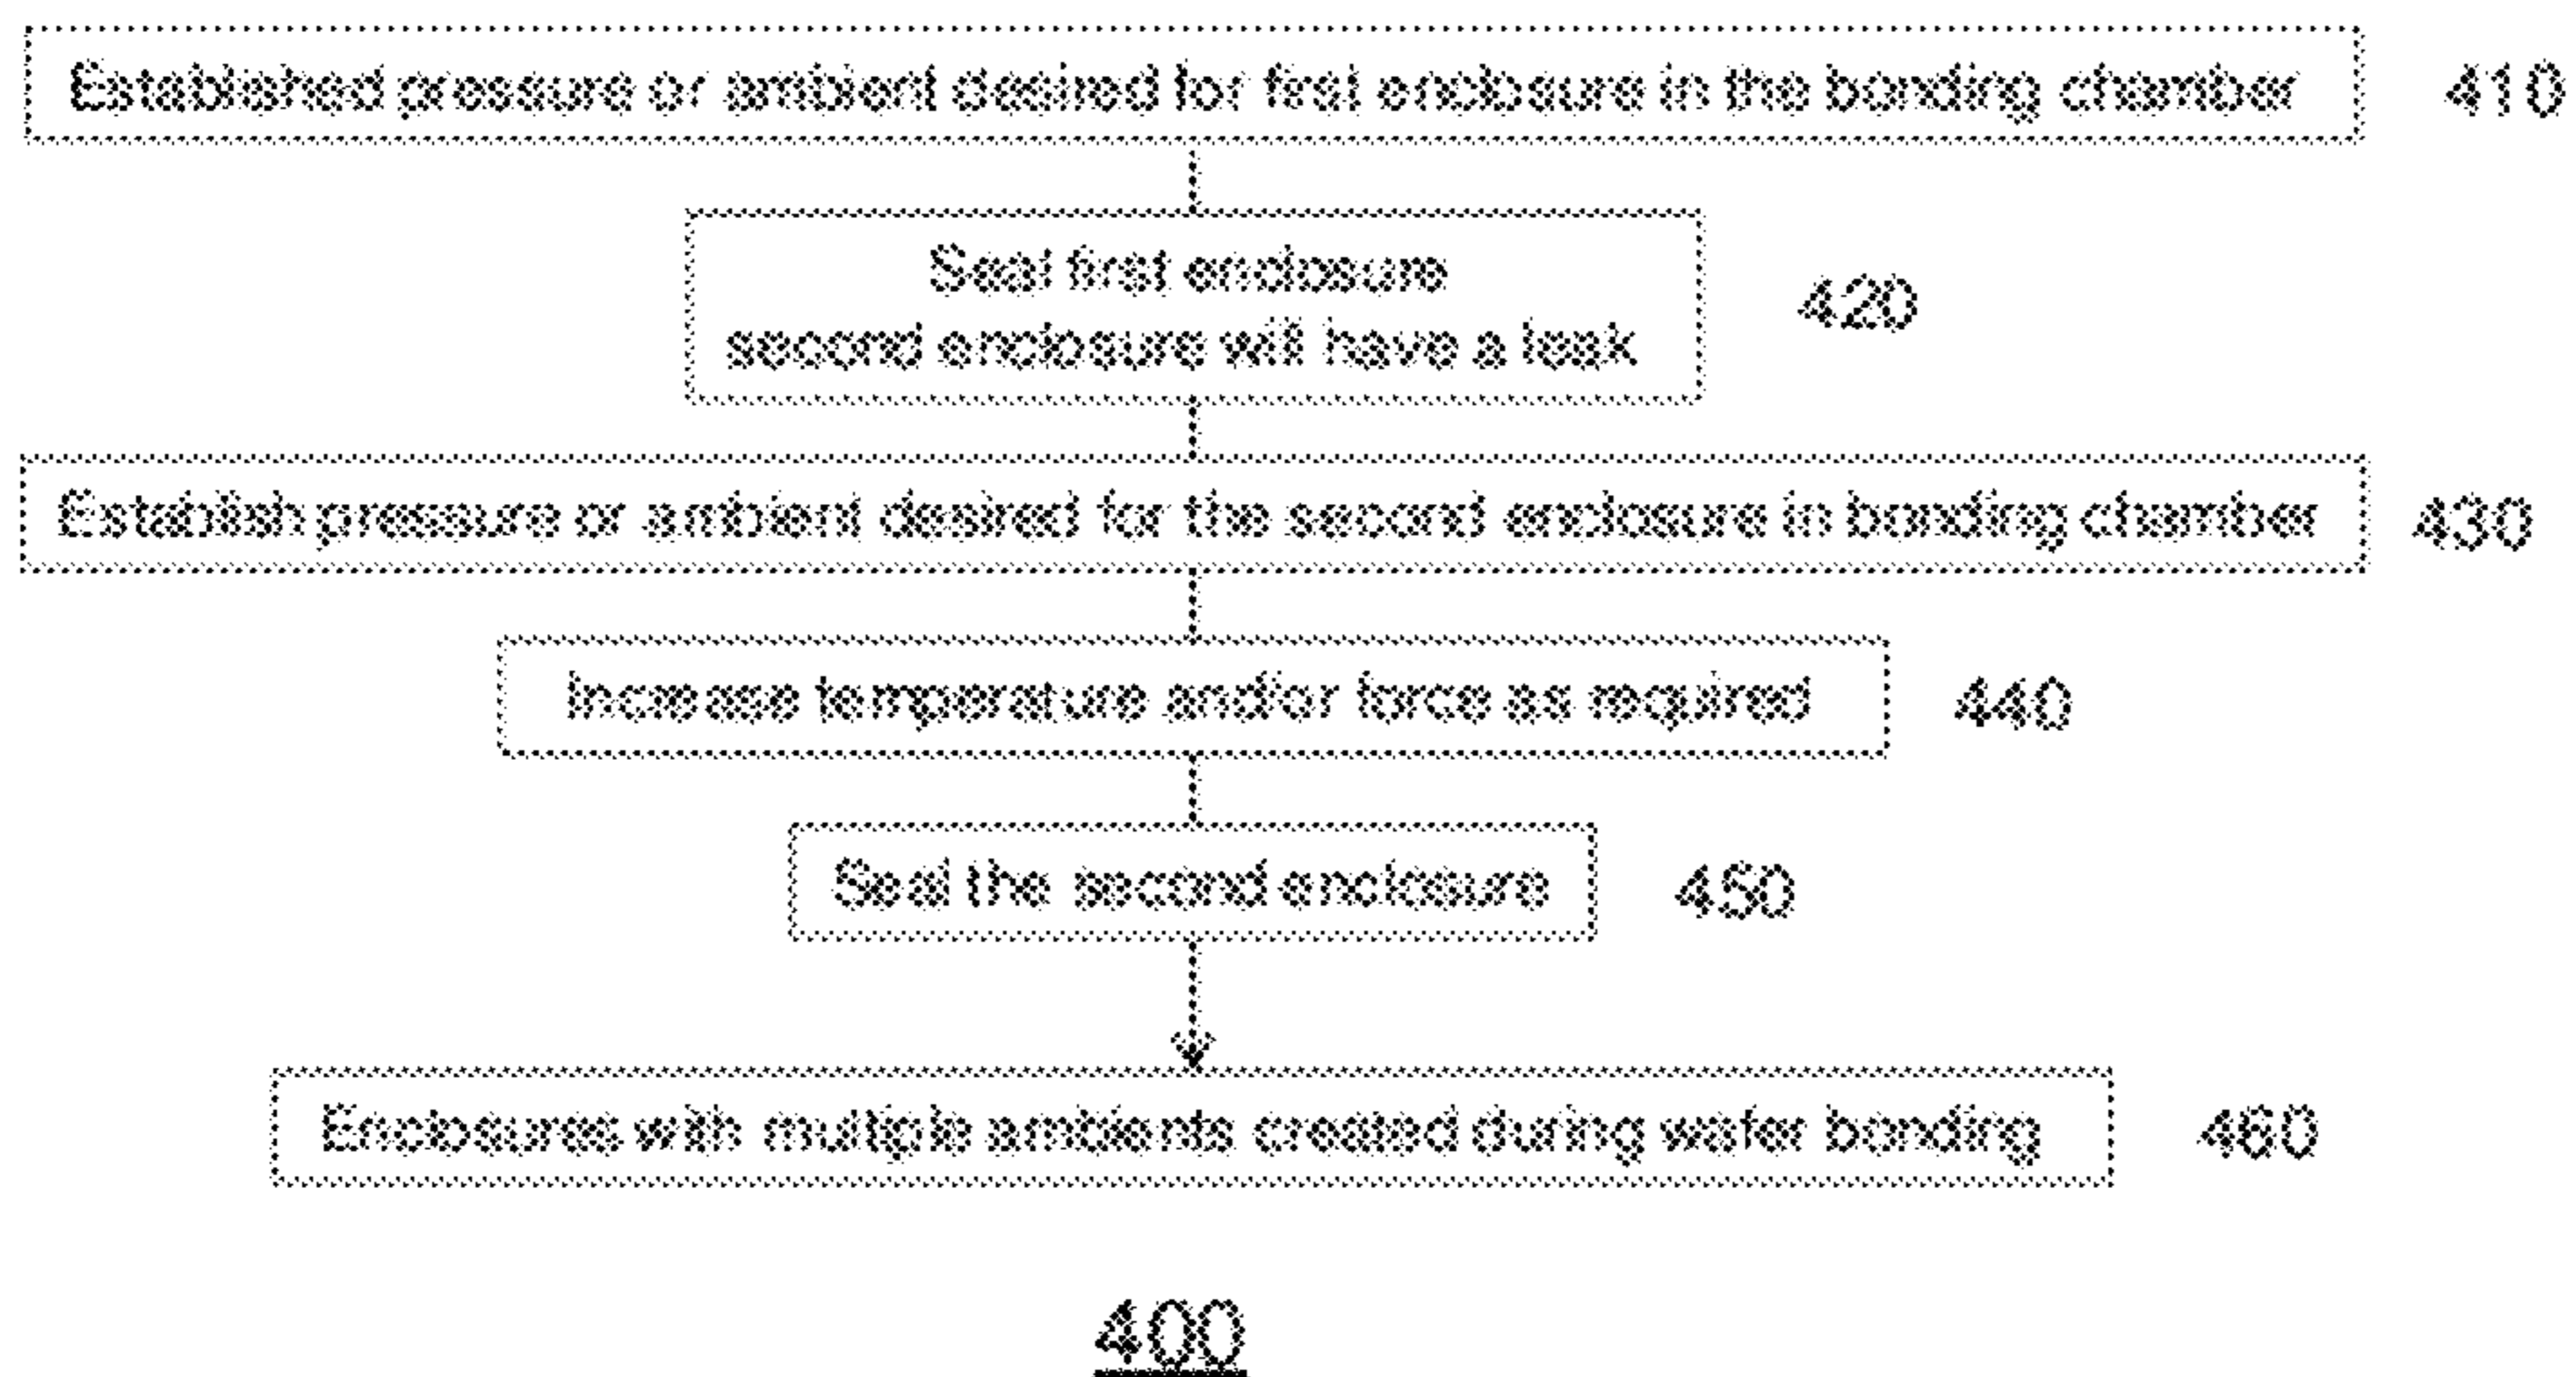 Established pressure or ambient desired for first enclosure in the bonding chamber 410
Seal first enclosure
second enclosure will have a leak 420
Establish pressure or ambient desired for the second enclosure in bonding chamber 430
Increase temperature and/or force as required 440
Seal the second enclosure 450
Enclosures with multiple ambients created during wafer bonding 460
400